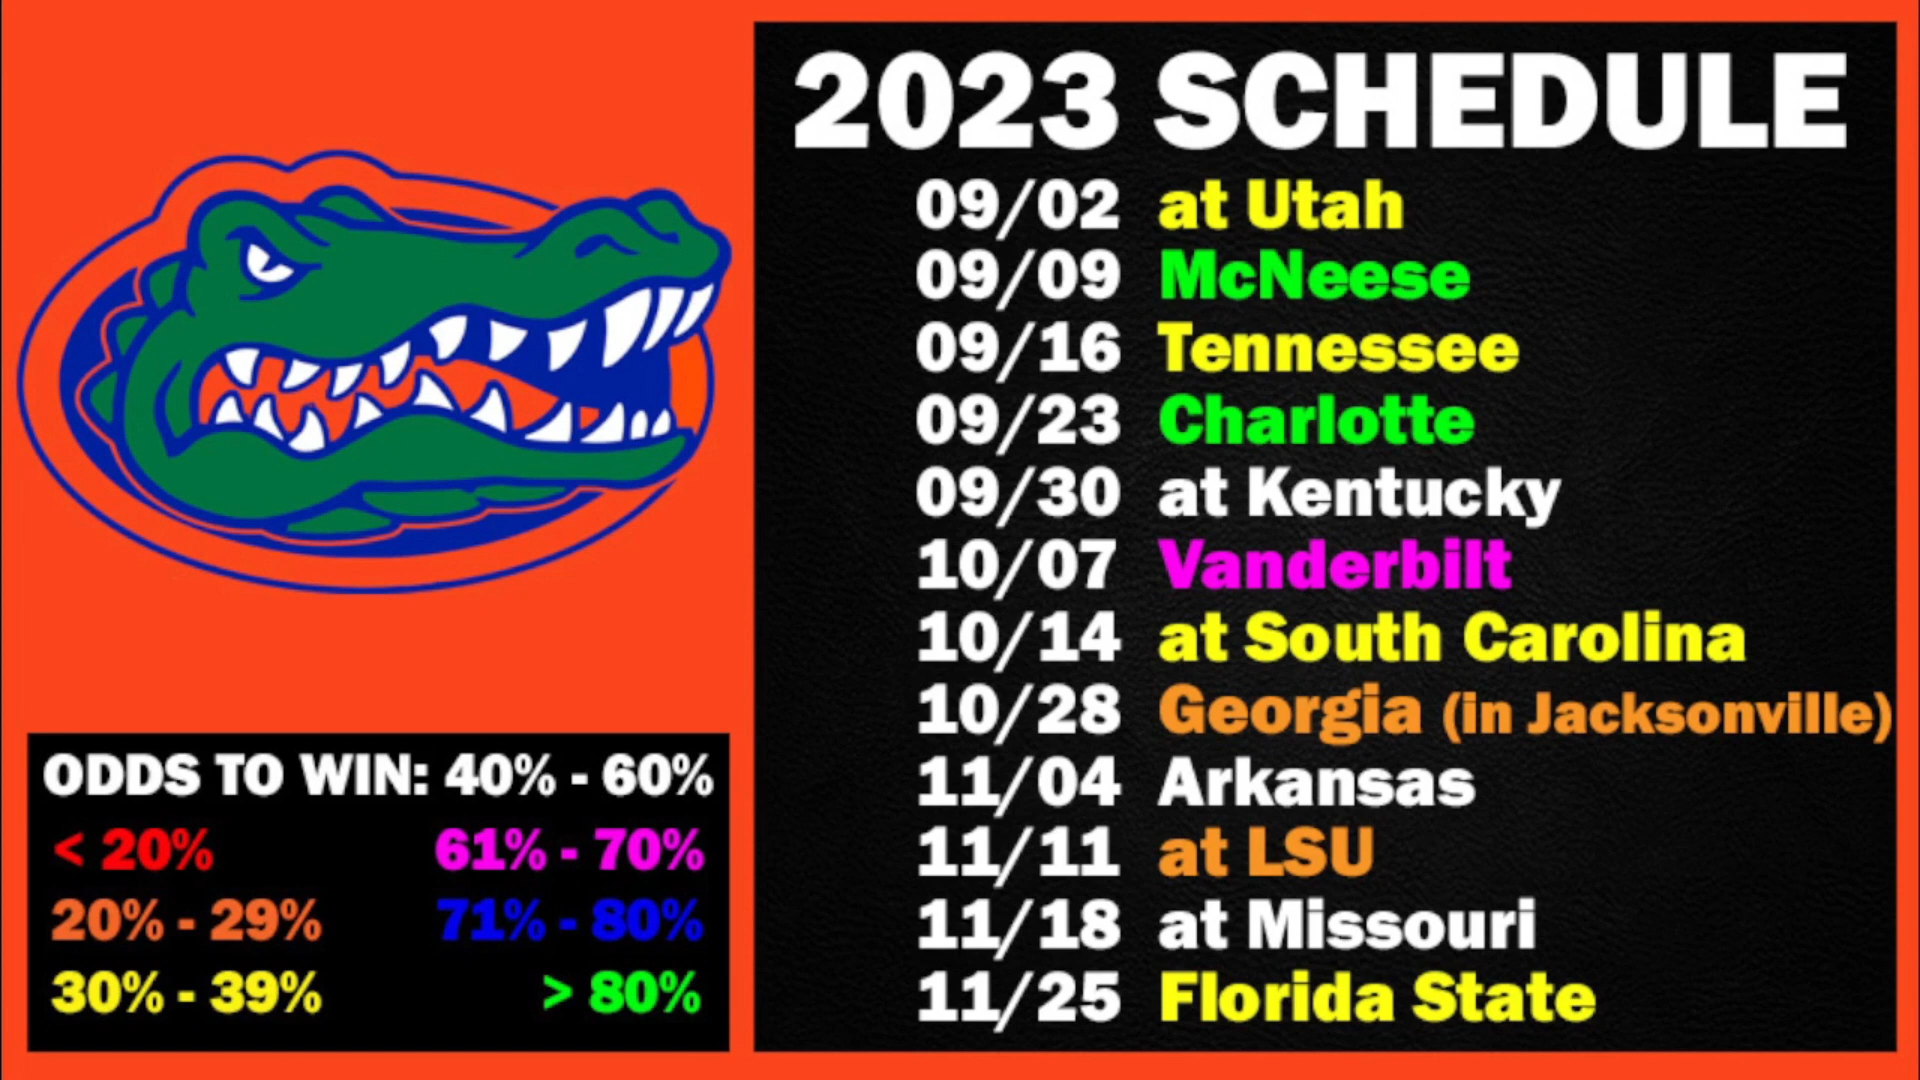 2023 SCHEDULE
09/02 at Utah
09/09 McNeese
09/16 Tennessee
09/23 Charlotte
09/30 at Kentucky
10/07 Vanderbilt
10/14 at South Carolina
10/28 Georgia (in Jacksonville)
11/04 Arkansas
11/11 at LSU
11/18 at Missouri
11/25 Florida State
ODDS TO WIN: 40% - 60%
< 20% 61% - 70%
20% - 29% 71% - 80%
30% - 39% > 80%